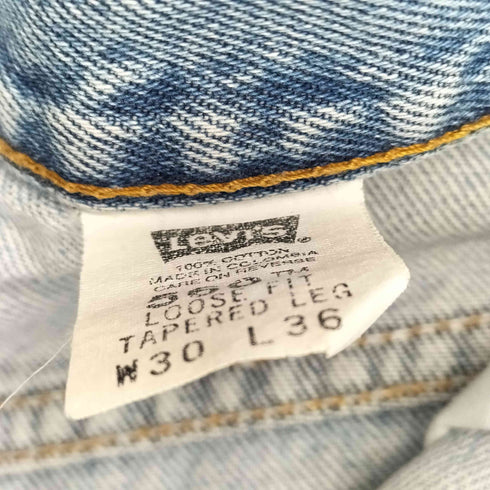 Levi's®
100% COTTON
MADE IN COLOMBIA
CARE ON REVERSE
LOOSE FIT
TAPERED LEG
W30 L36